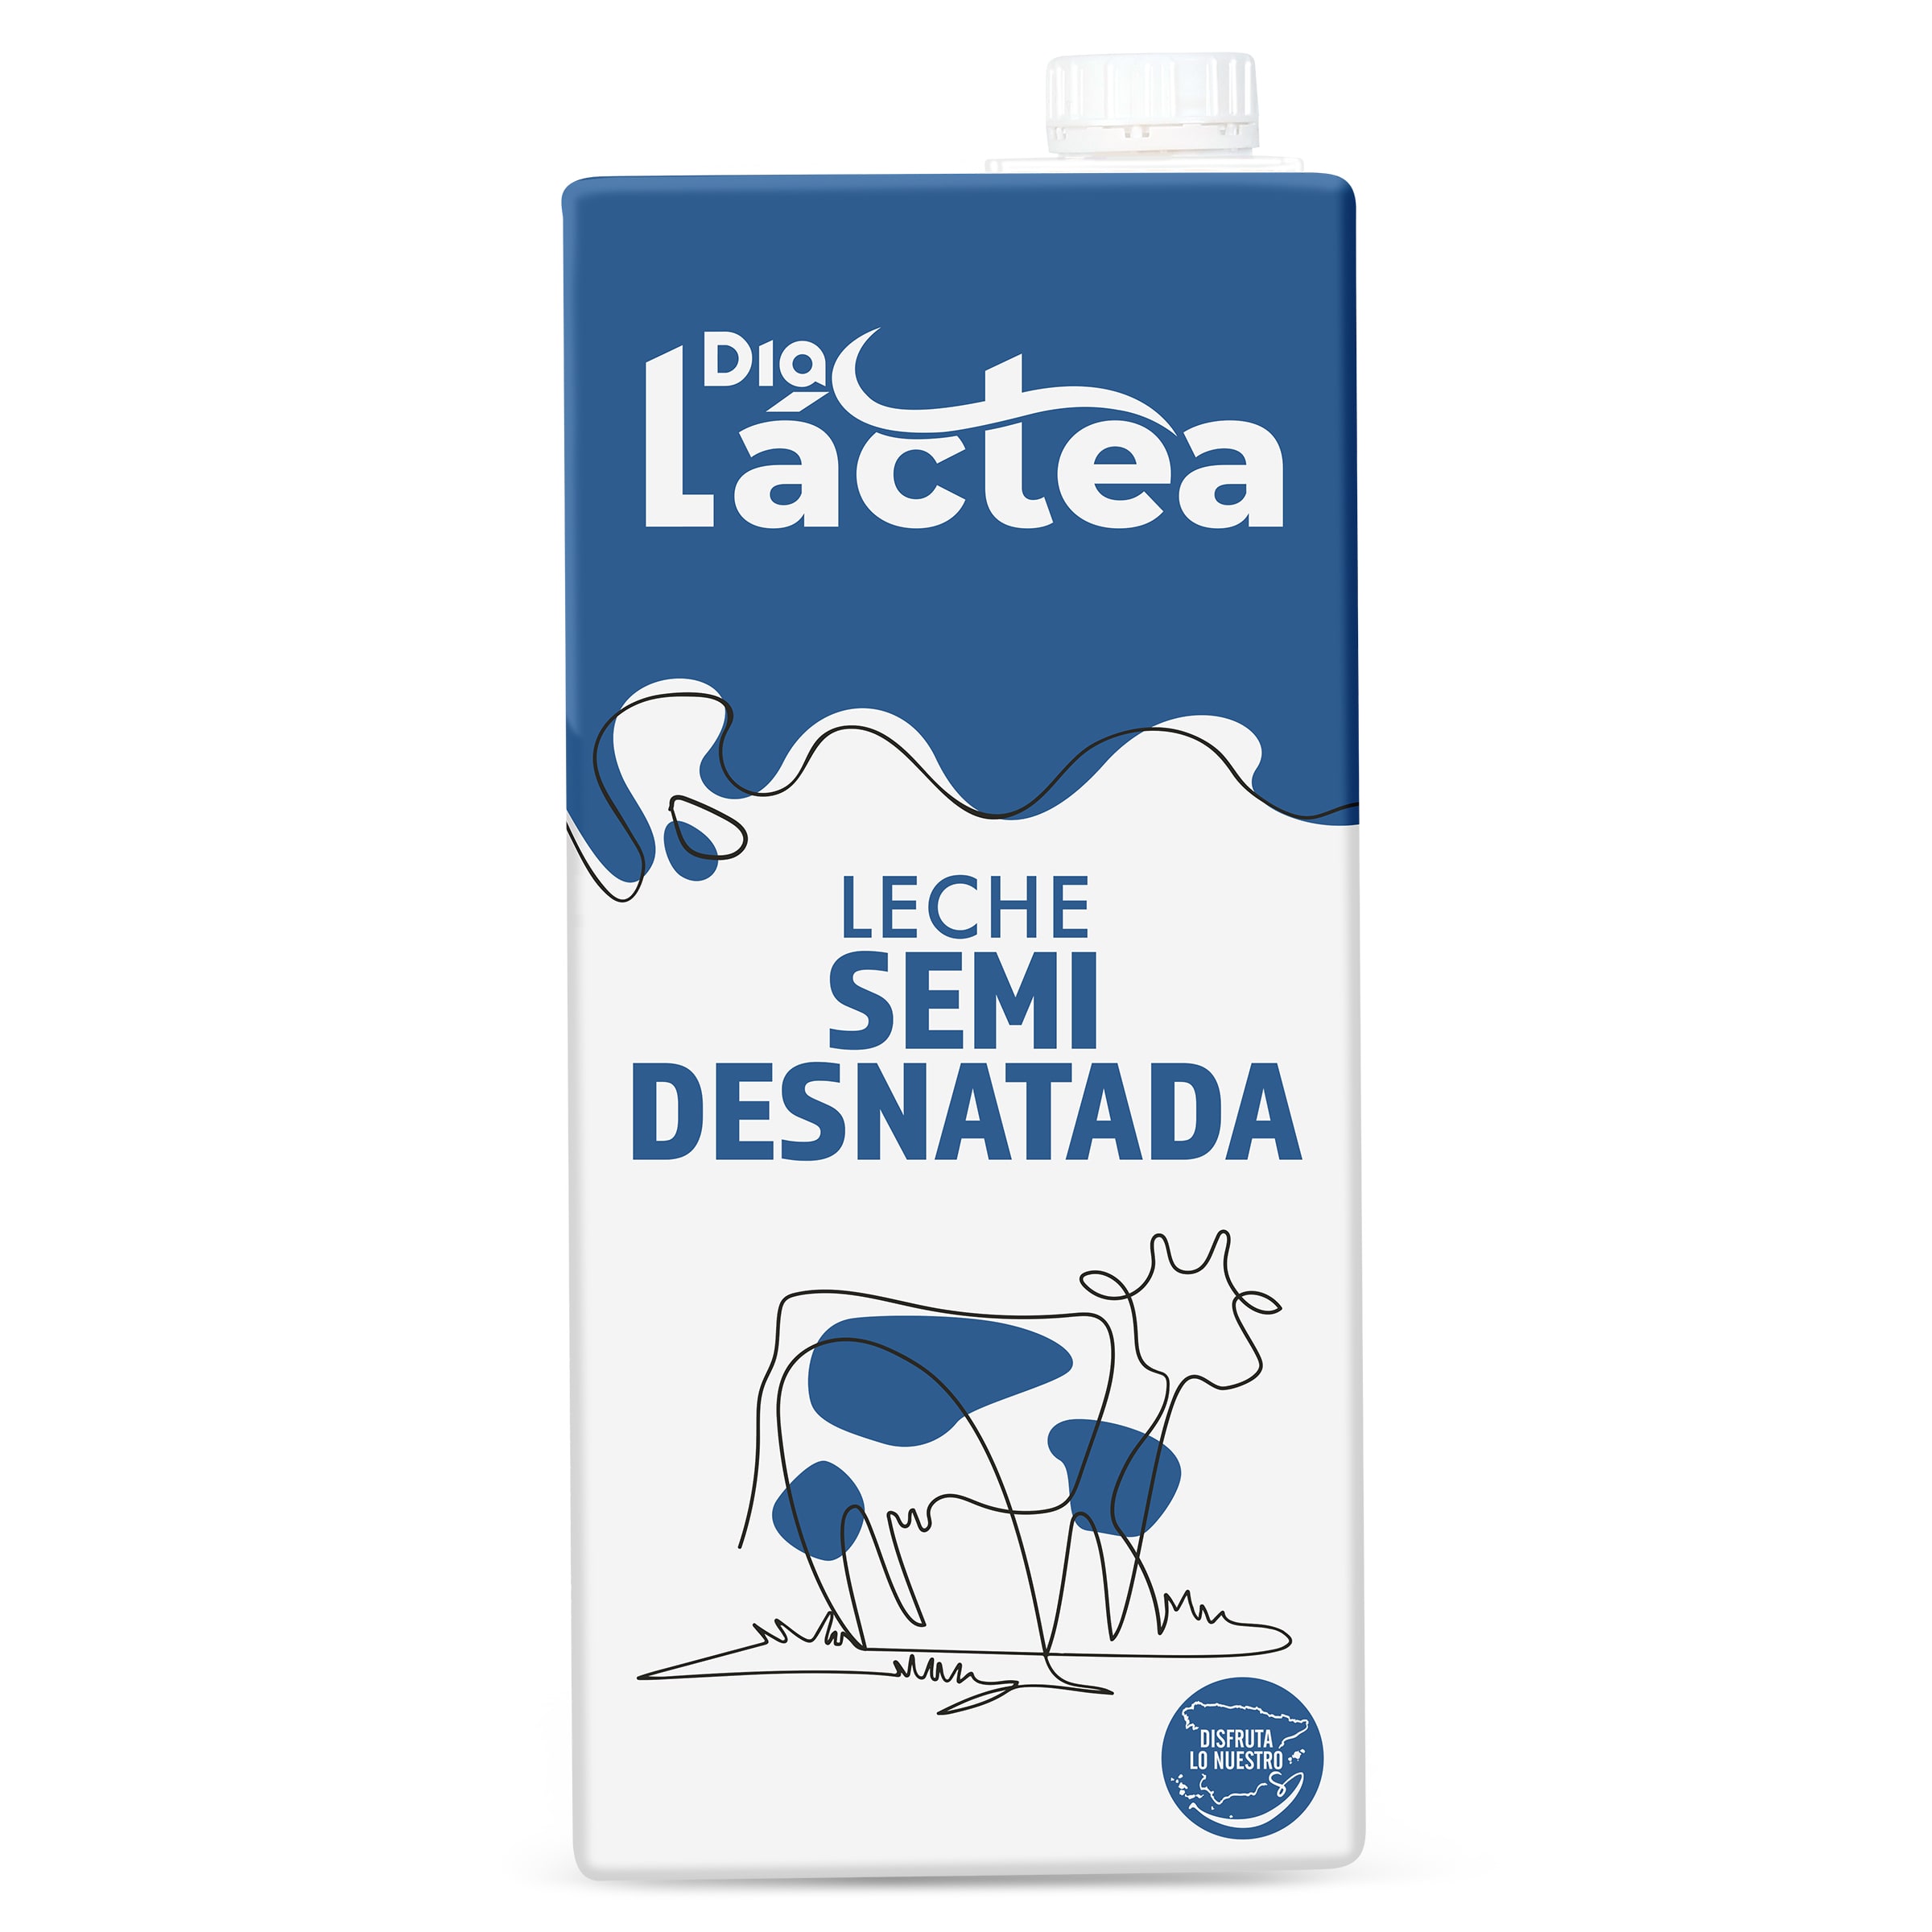 Dia
Láctea
LECHE
SEMI
DESNATADA
DISFRUTA
LO NUESTRO